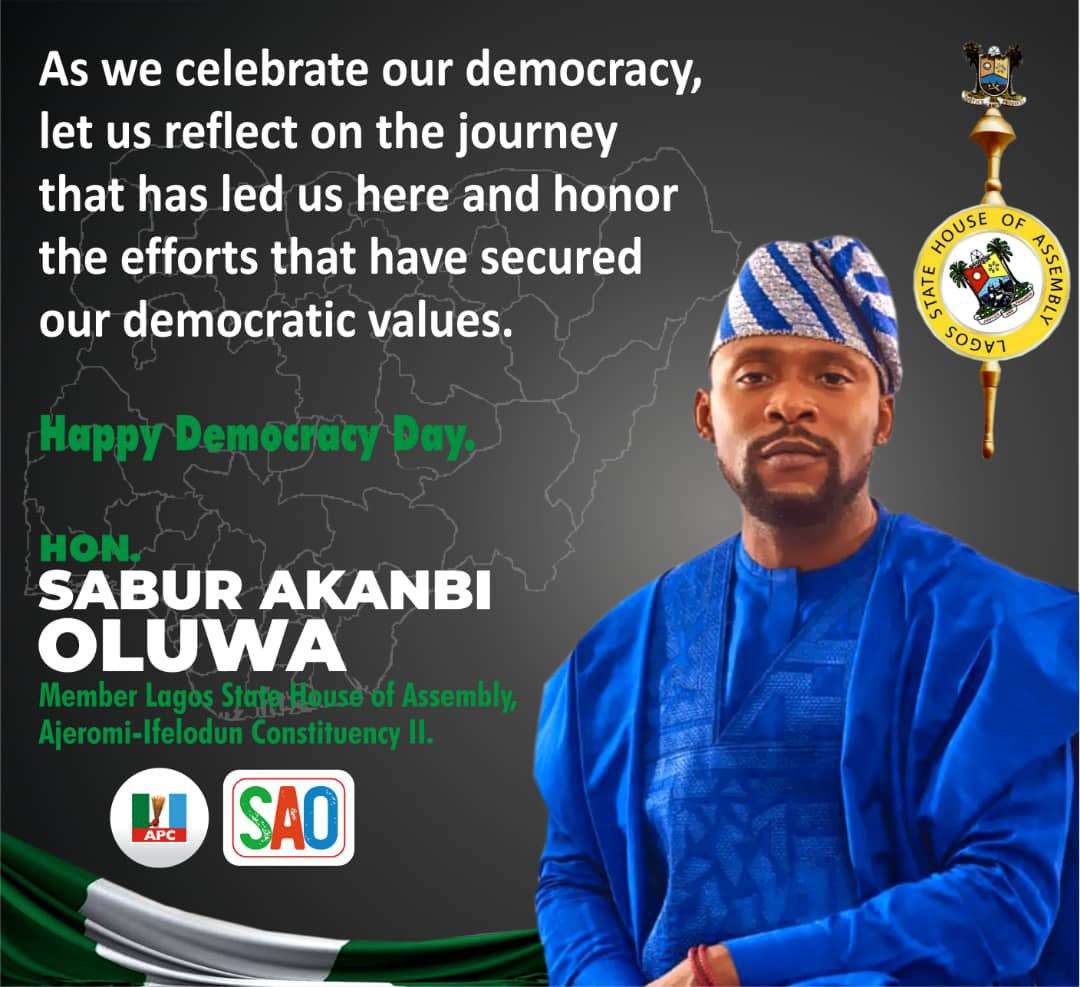 As we celebrate our democracy,
let us reflect on the journey
that has led us here and honor
the efforts that have secured
our democratic values.
Happy Democracy Day.
HON.
SABUR AKANBI
OLUWA
Member Lagos State House of Assembly,
Ajeromi-Ifelodun Constituency II.
APC
SAO
LAGOS STATE HOUSE OF ASSEMBLY